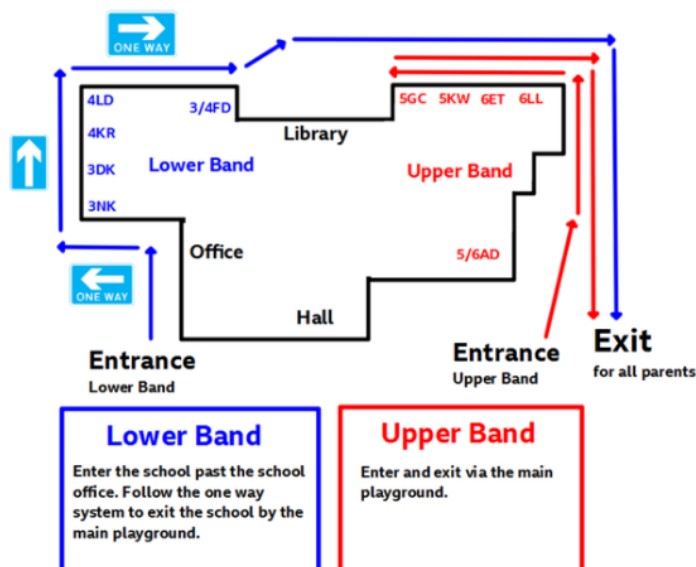 ONE WAY
4LD
3/4FD
5GC 5KW 6ET 6LL
Library
4KR
Lower Band
Upper Band
3DK
3NK
Office
5/6AD
ONE WAY
Hall
Entrance
Lower Band
Entrance
Upper Band
Exit
for all parents
Lower Band
Enter the school past the school
office. Follow the one way
system to exit the school by the
main playground.
Upper Band
Enter and exit via the main
playground.